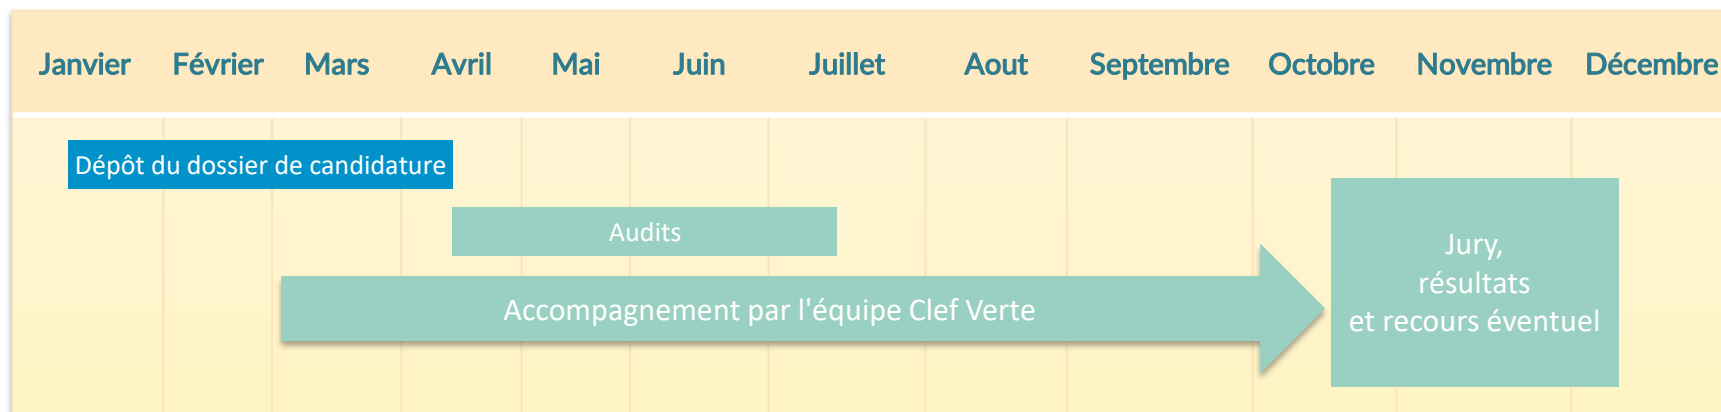 Janvier Février Mars Avril Mai Juin Juillet Aout Septembre Octobre Novembre Décembre
Dépôt du dossier de candidature
Audits
Accompagnement par l'équipe Clef Verte
Jury,
résultats
et recours éventuel